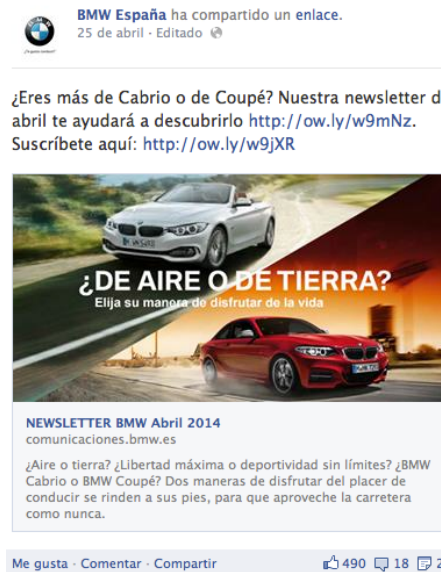 BMW España ha compartido un enlace.
25 de abril · Editado
¿Eres más de Cabrio o de Coupé? Nuestra newsletter d
abril te ayudará a descubrirlo http://ow.ly/w9mNz.
Suscríbete aquí: http://ow.ly/w9jXR
¿DE AIRE O DE TIERRA?
Elija su manera de disfrutar de la vida
NEWSLETTER BMW Abril 2014
comunicaciones.bmw.es
¿Aire o tierra? ¿Libertad máxima o deportividad sin límites? ¿BMW
Cabrio o BMW Coupé? Dos maneras de disfrutar del placer de
conducir se rinden a sus pies, para que aproveche la carretera
como nunca.
Me gusta · Comentar · Compartir 490 18 2